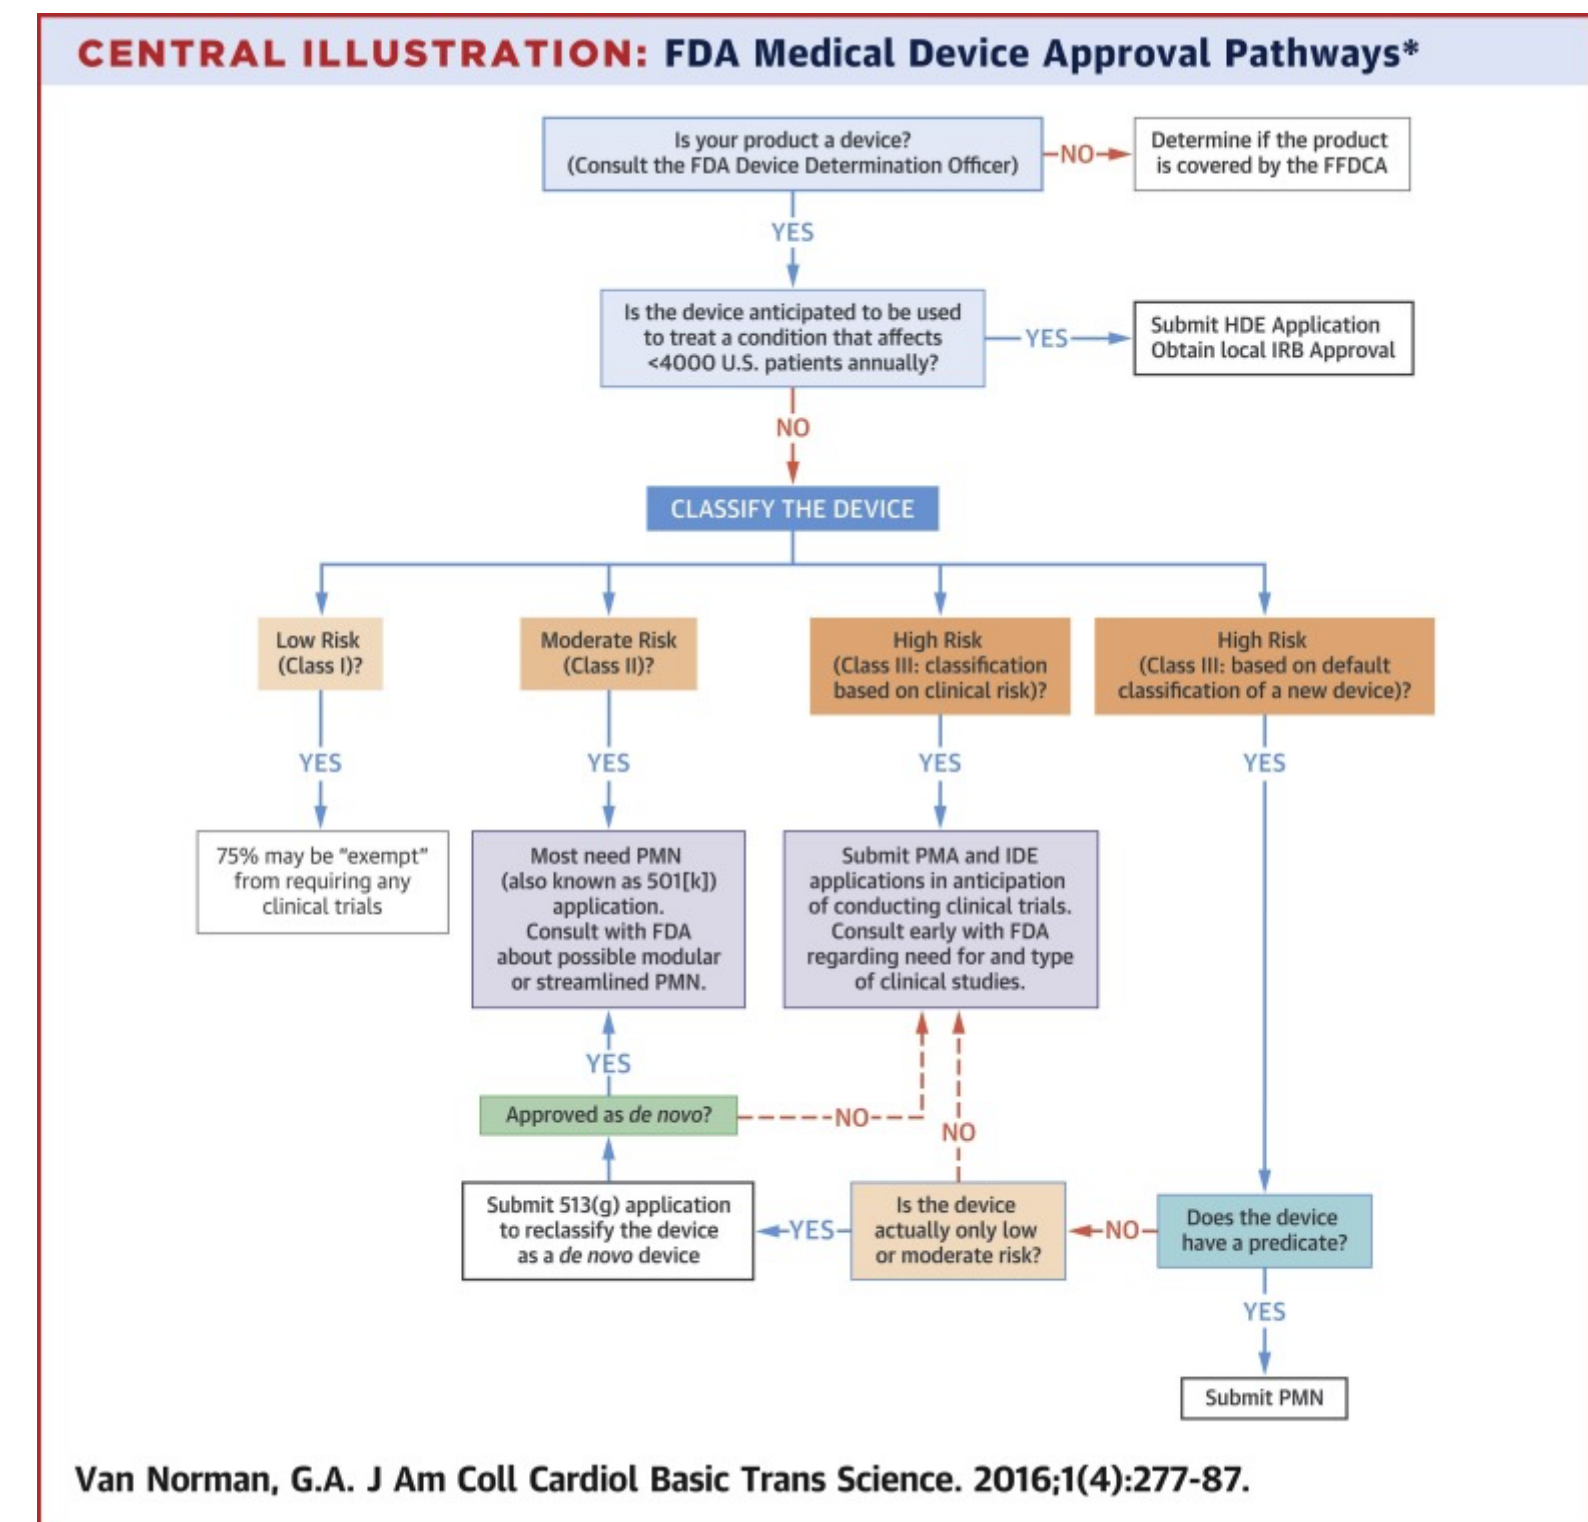 CENTRAL ILLUSTRATION: FDA Medical Device Approval Pathways*
Is your product a device?
(Consult the FDA Device Determination Officer)
NO
Determine if the product
is covered by the FFDCA
YES
Is the device anticipated to be used
to treat a condition that affects
<4000 U.S. patients annually?
YES
Submit HDE Application
Obtain local IRB Approval
NO
CLASSIFY THE DEVICE
Low Risk
(Class I)?
Moderate Risk
(Class II)?
High Risk
(Class III: classification
based on clinical risk)?
High Risk
(Class III: based on default
classification of a new device)?
YES
YES
YES
YES
75% may be “exempt”
from requiring any
clinical trials
Most need PMN
(also known as 501[k])
application.
Consult with FDA
about possible modular
or streamlined PMN.
Submit PMA and IDE
applications in anticipation
of conducting clinical trials.
Consult early with FDA
regarding need for and type
of clinical studies.
YES
Approved as de novo?
NO
NO
Submit 513(g) application
to reclassify the device
as a de novo device
YES
Is the device
actually only low
or moderate risk?
NO
Does the device
have a predicate?
YES
Submit PMN
Van Norman, G.A. J Am Coll Cardiol Basic Trans Science. 2016;1(4):277-87.